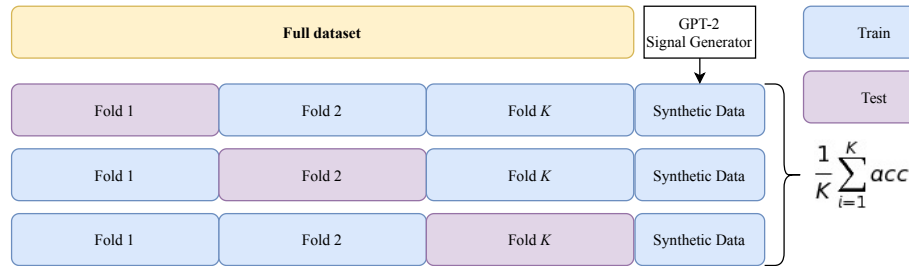 Full dataset
GPT-2
Signal Generator
Train
Fold 1
Fold 2
Fold K
Synthetic Data
Test
Fold 1
Fold 2
Fold K
Synthetic Data
Fold 1
Fold 2
Fold K
Synthetic Data
1/K ∑_{i=1}^{K} acc